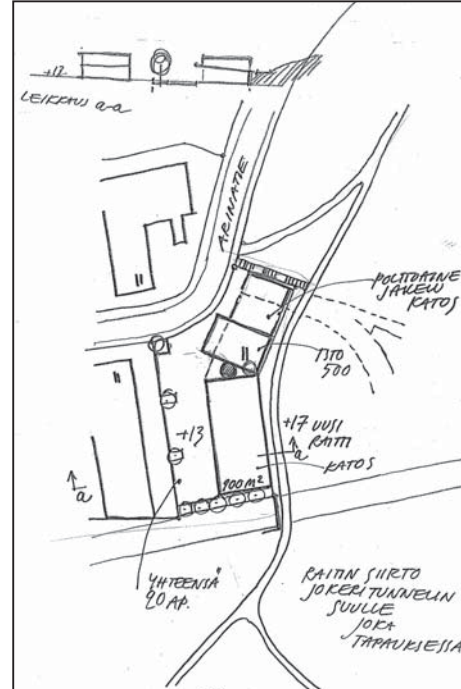 +12
LEIKKAUS a-a
ARINATIE
POLTTOAINE
JAKELU
KATOS
II
II
II
500
+13
+17 UUSI
RAITTI
KATOS
a
a
900 M²
YHTEENSÄ
20 AP.
RAITIN SIIRTO
JOKERITUNNELIN
SUULLE
JOKA
TAPAUKSESSA